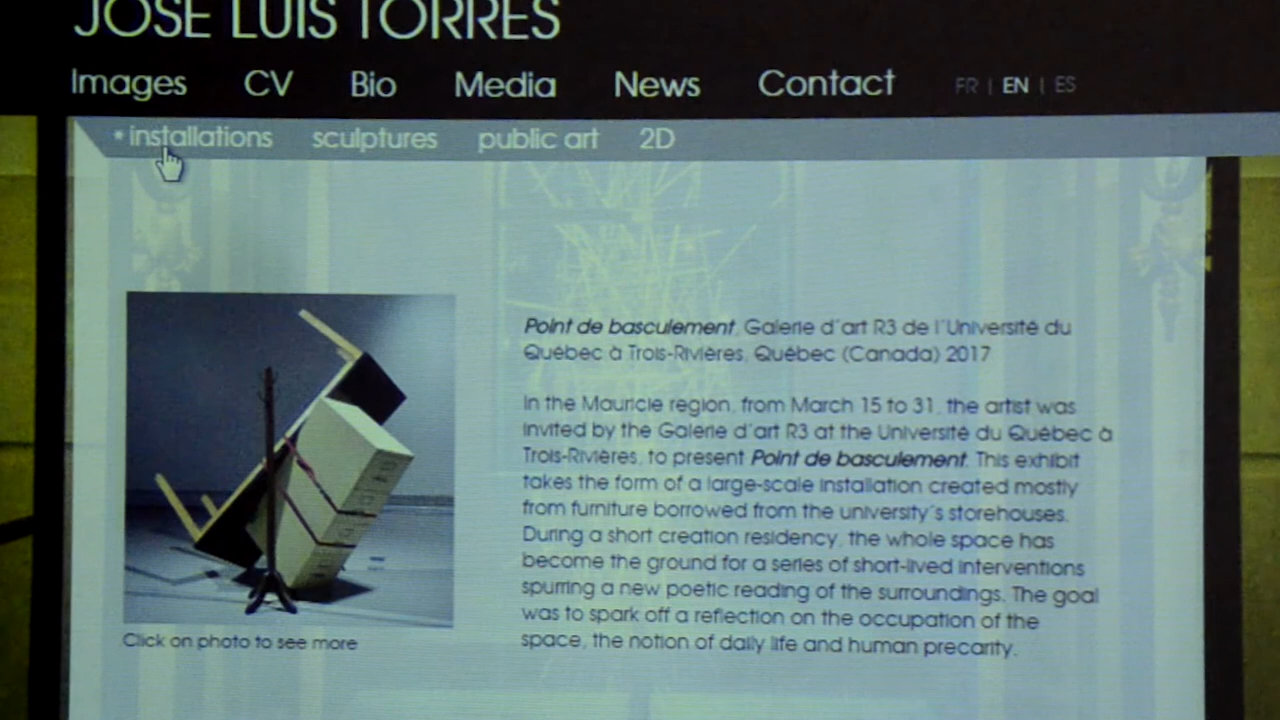 JOSE LUIS TORRES
Images CV Bio Media News Contact FR | EN | ES
* installations sculptures public art 2D
Point de basculement, Galerie d'art R3 de l'Université du
Québec à Trois-Rivières, Québec (Canada) 2017
In the Mauricie region, from March 15 to 31, the artist was
invited by the Galerie d'art R3 at the Université du Québec à
Trois-Rivières, to present Point de basculement. This exhibit
takes the form of a large-scale installation created mostly
from furniture borrowed from the university's storehouses.
During a short creation residency, the whole space has
become the ground for a series of short-lived interventions
spurring a new poetic reading of the surroundings. The goal
was to spark off a reflection on the occupation of the
space, the notion of daily life and human precarity.
Click on photo to see more